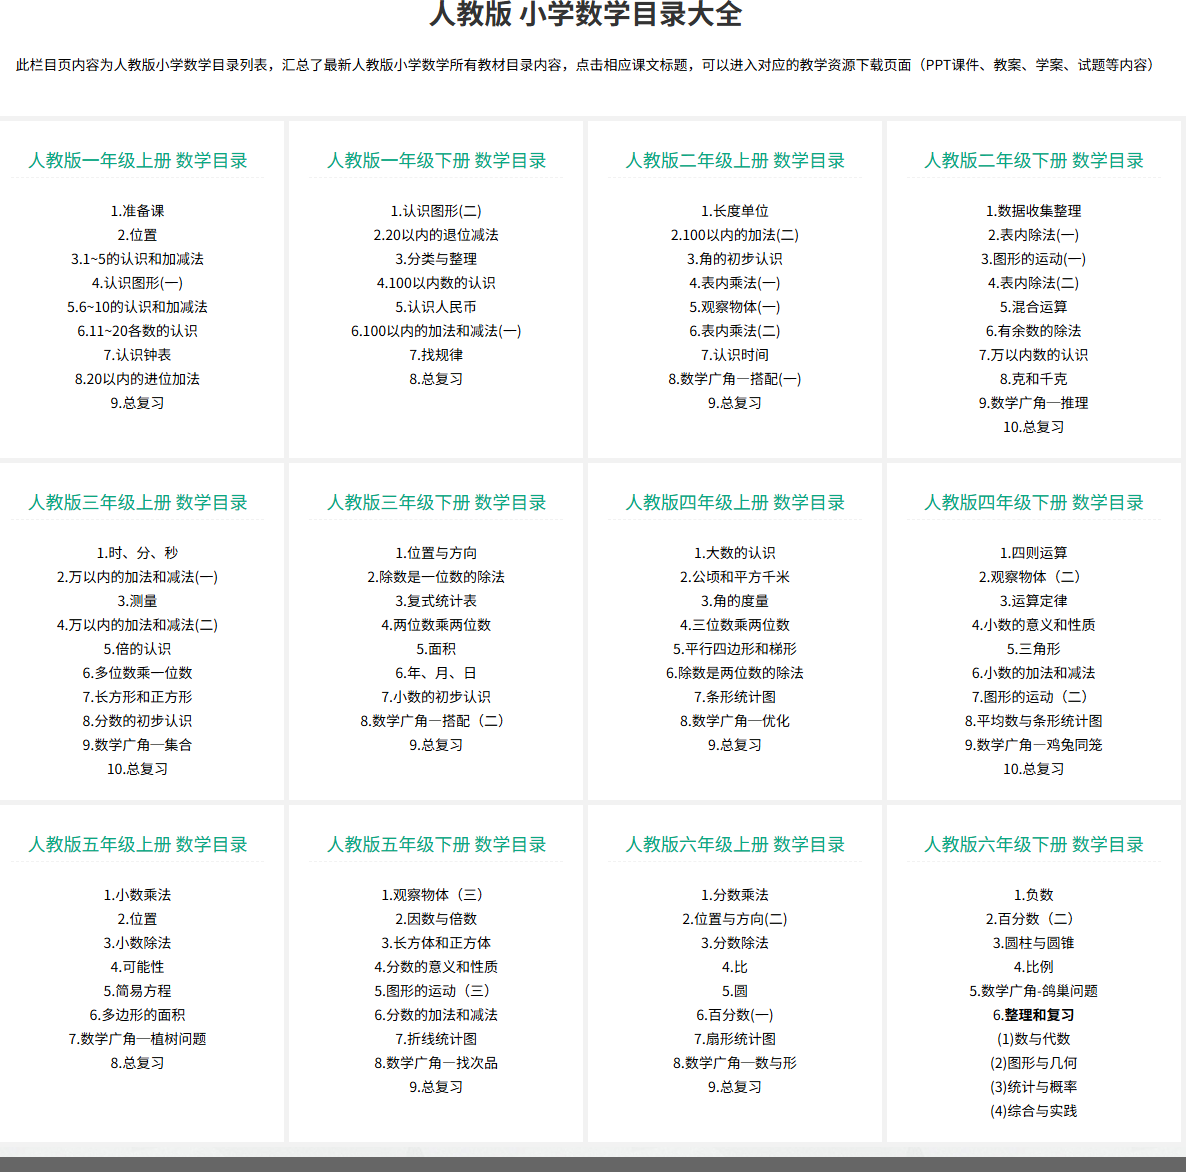 人教版 小学数学目录大全
此栏目页内容为人教版小学数学目录列表，汇总了最新人教版小学数学所有教材目录内容，点击相应课文标题，可以进入对应的教学资源下载页面（PPT课件、教案、学案、试题等内容）
人教版一年级上册 数学目录
1.准备课
2.位置
3.1~5的认识和加减法
4.认识图形(一)
5.6~10的认识和加减法
6.11~20各数的认识
7.认识钟表
8.20以内的进位加法
9.总复习
人教版一年级下册 数学目录
1.认识图形(二)
2.20以内的退位减法
3.分类与整理
4.100以内数的认识
5.认识人民币
6.100以内的加法和减法(一)
7.找规律
8.总复习
人教版二年级上册 数学目录
1.长度单位
2.100以内的加法(二)
3.角的初步认识
4.表内乘法(一)
5.观察物体(一)
6.表内乘法(二)
7.认识时间
8.数学广角—搭配(一)
9.总复习
人教版二年级下册 数学目录
1.数据收集整理
2.表内除法(一)
3.图形的运动(一)
4.表内除法(二)
5.混合运算
6.有余数的除法
7.万以内数的认识
8.克和千克
9.数学广角—推理
10.总复习
人教版三年级上册 数学目录
1.时、分、秒
2.万以内的加法和减法(一)
3.测量
4.万以内的加法和减法(二)
5.倍的认识
6.多位数乘一位数
7.长方形和正方形
8.分数的初步认识
9.数学广角—集合
10.总复习
人教版三年级下册 数学目录
1.位置与方向
2.除数是一位数的除法
3.复式统计表
4.两位数乘两位数
5.面积
6.年、月、日
7.小数的初步认识
8.数学广角—搭配（二）
9.总复习
人教版四年级上册 数学目录
1.大数的认识
2.公顷和平方千米
3.角的度量
4.三位数乘两位数
5.平行四边形和梯形
6.除数是两位数的除法
7.条形统计图
8.数学广角—优化
9.总复习
人教版四年级下册 数学目录
1.四则运算
2.观察物体（二）
3.运算定律
4.小数的意义和性质
5.三角形
6.小数的加法和减法
7.图形的运动（二）
8.平均数与条形统计图
9.数学广角—鸡兔同笼
10.总复习
人教版五年级上册 数学目录
1.小数乘法
2.位置
3.小数除法
4.可能性
5.简易方程
6.多边形的面积
7.数学广角—植树问题
8.总复习
人教版五年级下册 数学目录
1.观察物体（三）
2.因数与倍数
3.长方体和正方体
4.分数的意义和性质
5.图形的运动（三）
6.分数的加法和减法
7.折线统计图
8.数学广角—找次品
9.总复习
人教版六年级上册 数学目录
1.分数乘法
2.位置与方向(二)
3.分数除法
4.比
5.圆
6.百分数(一)
7.扇形统计图
8.数学广角—数与形
9.总复习
人教版六年级下册 数学目录
1.负数
2.百分数（二）
3.圆柱与圆锥
4.比例
5.数学广角-鸽巢问题
6.整理和复习
(1)数与代数
(2)图形与几何
(3)统计与概率
(4)综合与实践